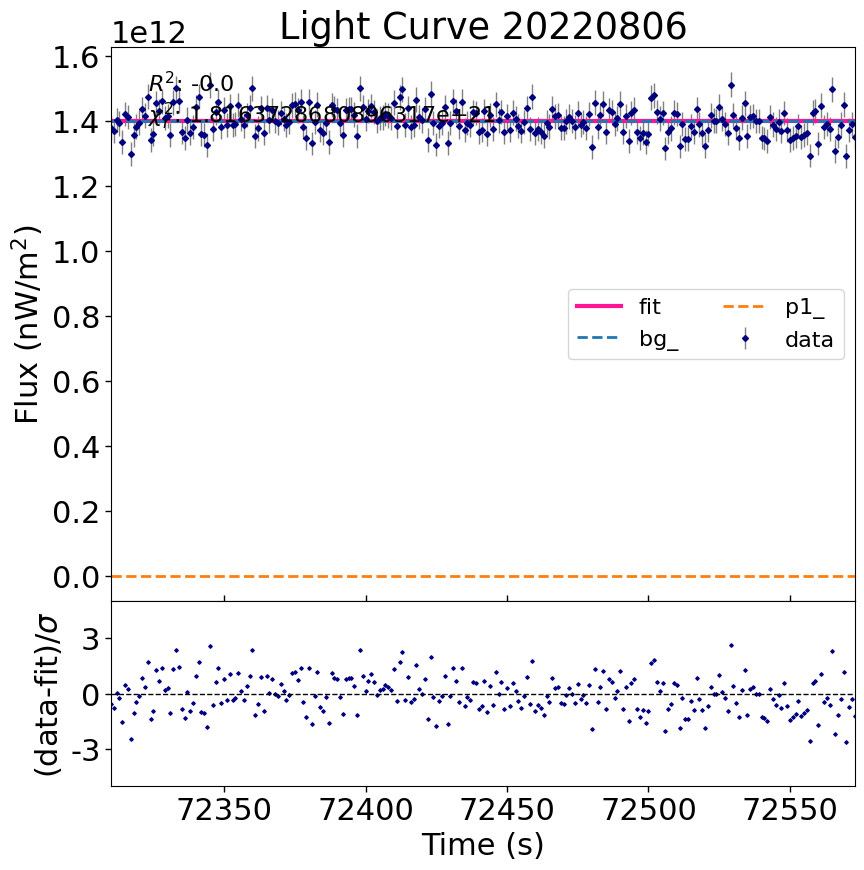 Light Curve 20220806
1e12
R²: -0.0
1.6
1.4
1.2
1.0
0.8
0.6
0.4
0.2
0.0
Flux (nW/m²)
fit
bg_
p1_
data
3
0
-3
(data-fit)/σ
72350 72400 72450 72500 72550
Time (s)